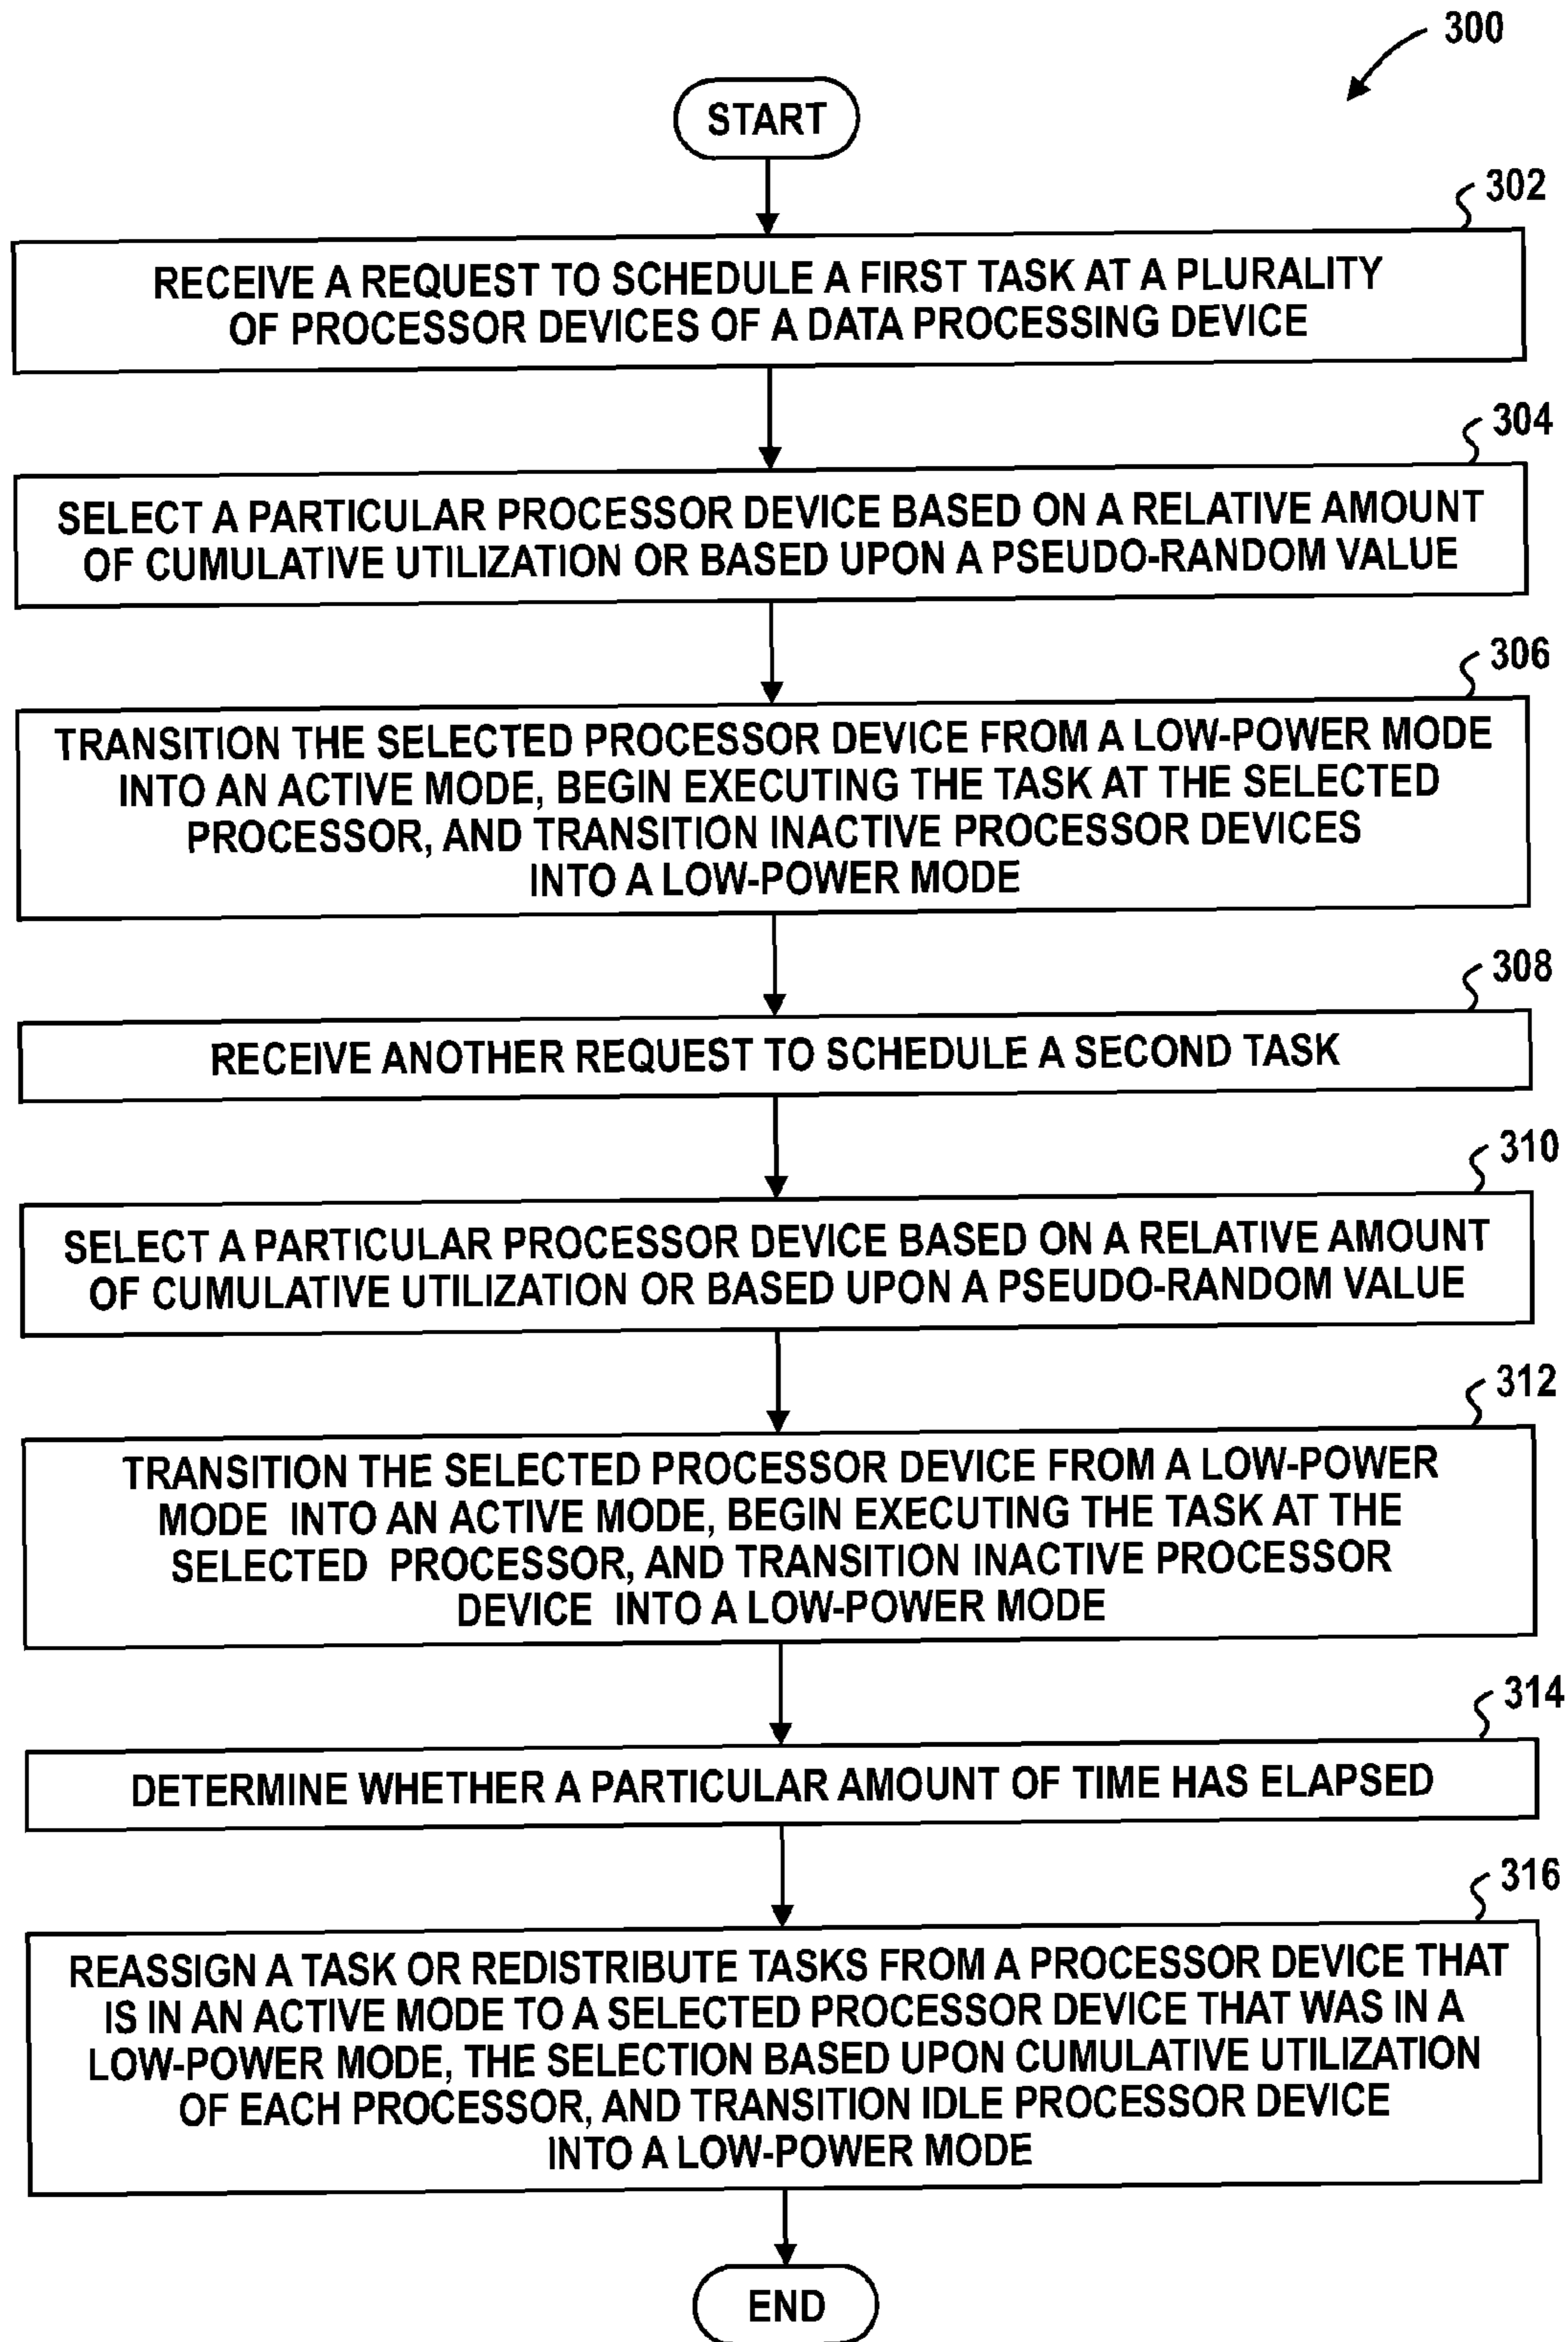 300
START
302
RECEIVE A REQUEST TO SCHEDULE A FIRST TASK AT A PLURALITY
OF PROCESSOR DEVICES OF A DATA PROCESSING DEVICE
304
SELECT A PARTICULAR PROCESSOR DEVICE BASED ON A RELATIVE AMOUNT
OF CUMULATIVE UTILIZATION OR BASED UPON A PSEUDO-RANDOM VALUE
306
TRANSITION THE SELECTED PROCESSOR DEVICE FROM A LOW-POWER MODE
INTO AN ACTIVE MODE, BEGIN EXECUTING THE TASK AT THE SELECTED
PROCESSOR, AND TRANSITION INACTIVE PROCESSOR DEVICES
INTO A LOW-POWER MODE
308
RECEIVE ANOTHER REQUEST TO SCHEDULE A SECOND TASK
310
SELECT A PARTICULAR PROCESSOR DEVICE BASED ON A RELATIVE AMOUNT
OF CUMULATIVE UTILIZATION OR BASED UPON A PSEUDO-RANDOM VALUE
312
TRANSITION THE SELECTED PROCESSOR DEVICE FROM A LOW-POWER
MODE INTO AN ACTIVE MODE, BEGIN EXECUTING THE TASK AT THE
SELECTED PROCESSOR, AND TRANSITION INACTIVE PROCESSOR
DEVICE INTO A LOW-POWER MODE
314
DETERMINE WHETHER A PARTICULAR AMOUNT OF TIME HAS ELAPSED
316
REASSIGN A TASK OR REDISTRIBUTE TASKS FROM A PROCESSOR DEVICE THAT
IS IN AN ACTIVE MODE TO A SELECTED PROCESSOR DEVICE THAT WAS IN A
LOW-POWER MODE, THE SELECTION BASED UPON CUMULATIVE UTILIZATION
OF EACH PROCESSOR, AND TRANSITION IDLE PROCESSOR DEVICE
INTO A LOW-POWER MODE
END